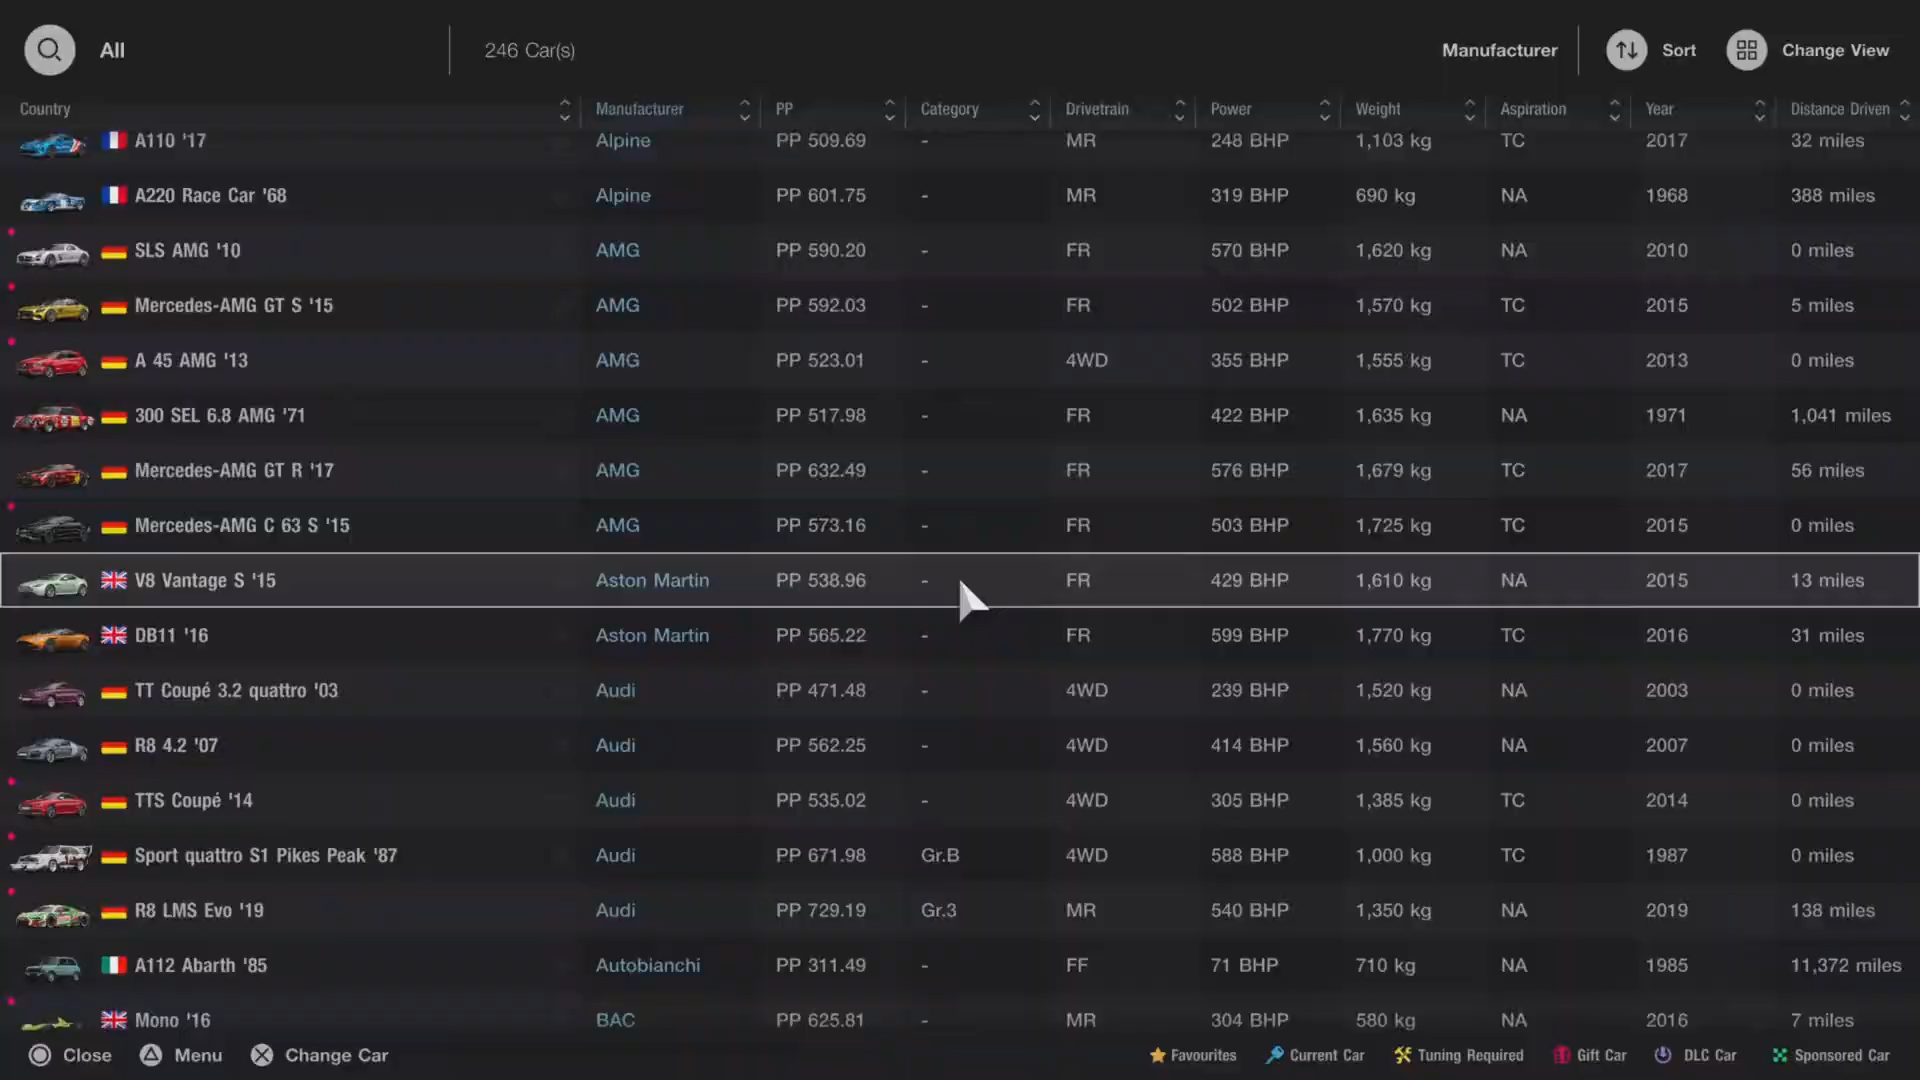 All 246 Car(s) Manufacturer Sort Change View
Country Manufacturer PP Category Drivetrain Power Weight Aspiration Year Distance Driven
A110 '17 Alpine PP 509.69 - MR 248 BHP 1,103 kg TC 2017 32 miles
A220 Race Car '68 Alpine PP 601.75 - MR 319 BHP 690 kg NA 1968 388 miles
SLS AMG '10 AMG PP 590.20 - FR 570 BHP 1,620 kg NA 2010 0 miles
Mercedes-AMG GT S '15 AMG PP 592.03 - FR 502 BHP 1,570 kg TC 2015 5 miles
A 45 AMG '13 AMG PP 523.01 - 4WD 355 BHP 1,555 kg TC 2013 0 miles
300 SEL 6.8 AMG '71 AMG PP 517.98 - FR 422 BHP 1,635 kg NA 1971 1,041 miles
Mercedes-AMG GT R '17 AMG PP 632.49 - FR 576 BHP 1,679 kg TC 2017 56 miles
Mercedes-AMG C 63 S '15 AMG PP 573.16 - FR 503 BHP 1,725 kg TC 2015 0 miles
V8 Vantage S '15 Aston Martin PP 538.96 - FR 429 BHP 1,610 kg NA 2015 13 miles
DB11 '16 Aston Martin PP 565.22 - FR 599 BHP 1,770 kg TC 2016 31 miles
TT Coupé 3.2 quattro '03 Audi PP 471.48 - 4WD 239 BHP 1,520 kg NA 2003 0 miles
R8 4.2 '07 Audi PP 562.25 - 4WD 414 BHP 1,560 kg NA 2007 0 miles
TTS Coupé '14 Audi PP 535.02 - 4WD 305 BHP 1,385 kg TC 2014 0 miles
Sport quattro S1 Pikes Peak '87 Audi PP 671.98 Gr.B 4WD 588 BHP 1,000 kg TC 1987 0 miles
R8 LMS Evo '19 Audi PP 729.19 Gr.3 MR 540 BHP 1,350 kg NA 2019 138 miles
A112 Abarth '85 Autobianchi PP 311.49 - FF 71 BHP 710 kg NA 1985 11,372 miles
Mono '16 BAC PP 625.81 - MR 304 BHP 580 kg NA 2016 7 miles
Close Menu Change Car Favourites Current Car Tuning Required Gift Car DLC Car Sponsored Car